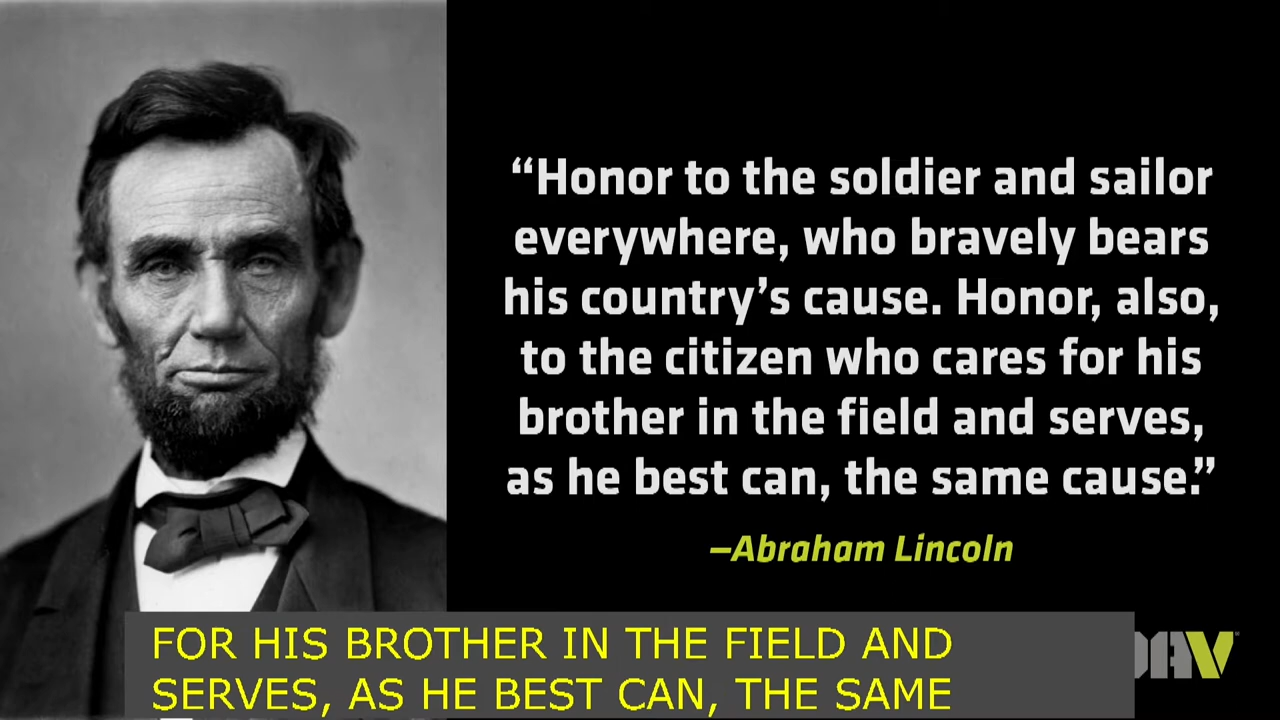 “Honor to the soldier and sailor
everywhere, who bravely bears
his country’s cause. Honor, also,
to the citizen who cares for his
brother in the field and serves,
as he best can, the same cause.”
–Abraham Lincoln
FOR HIS BROTHER IN THE FIELD AND
SERVES, AS HE BEST CAN, THE SAME
DAV